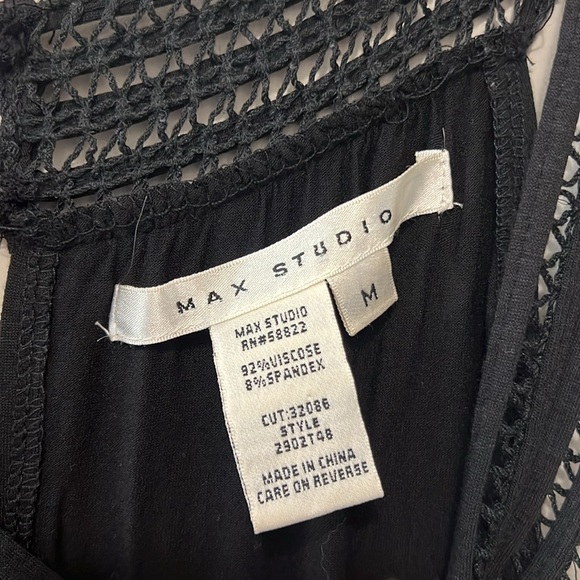 MAX STUDIO
M
MAX STUDIO
RN#58822
92%VISCOSE
8%SPANDEX
CUT:32086
STYLE
2902T48
MADE IN CHINA
CARE ON REVERSE